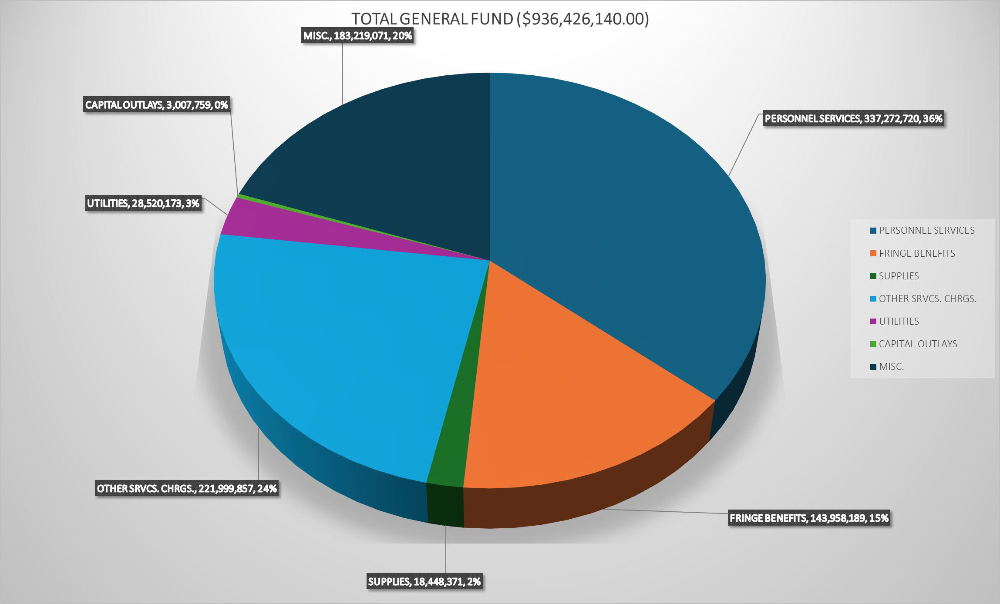 TOTAL GENERAL FUND ($936,426,140.00)
MISC., 183,219,071, 20%
CAPITAL OUTLAYS, 3,007,759, 0%
PERSONNEL SERVICES, 337,272,720, 36%
UTILITIES, 28,520,173, 3%
PERSONNEL SERVICES
FRINGE BENEFITS
SUPPLIES
OTHER SRVCS. CHRGS.
UTILITIES
CAPITAL OUTLAYS
MISC.
OTHER SRVCS. CHRGS., 221,999,857, 24%
FRINGE BENEFITS, 143,958,189, 15%
SUPPLIES, 18,448,371, 2%